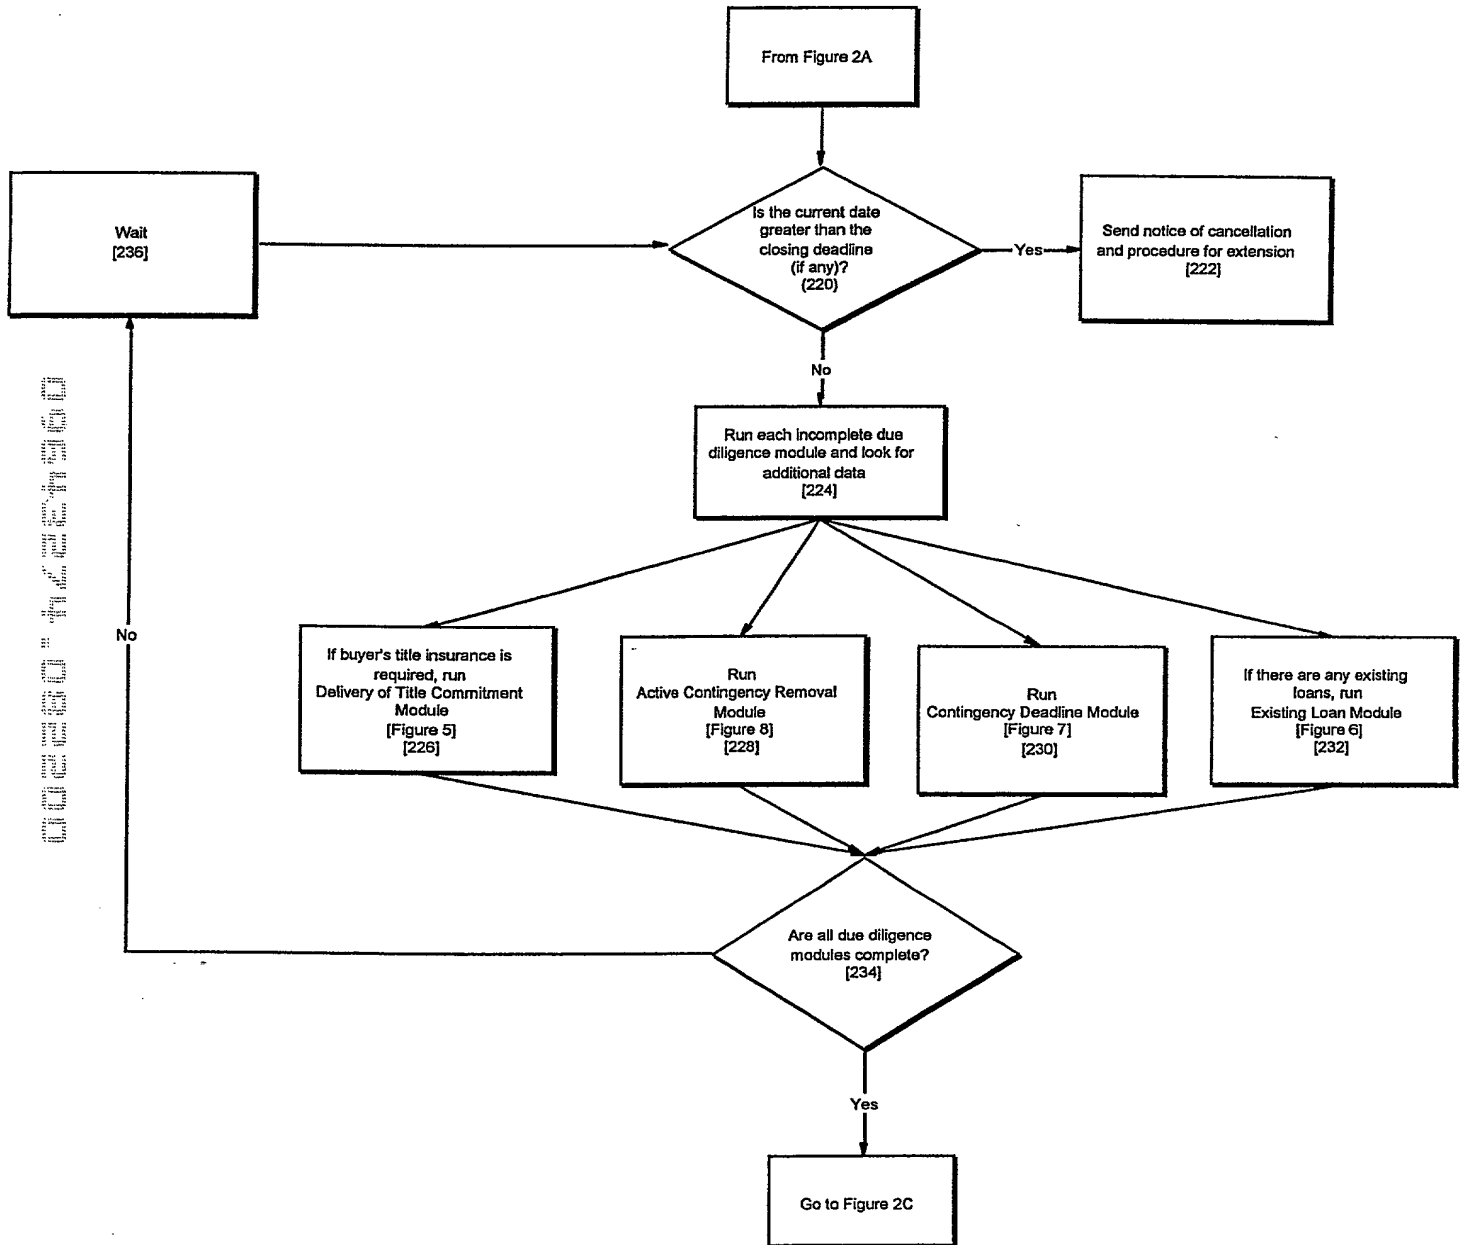 From Figure 2A
Wait
[236]
Is the current date
greater than the
closing deadline
(if any)?
(220)
Yes
Send notice of cancellation
and procedure for extension
[222]
No
Run each incomplete due
diligence module and look for
additional data
[224]
No
If buyer's title insurance is
required, run
Delivery of Title Commitment
Module
[Figure 5]
[226]
Run
Active Contingency Removal
Module
[Figure 8]
[228]
Run
Contingency Deadline Module
[Figure 7]
[230]
If there are any existing
loans, run
Existing Loan Module
[Figure 6]
[232]
Are all due diligence
modules complete?
[234]
Yes
Go to Figure 2C